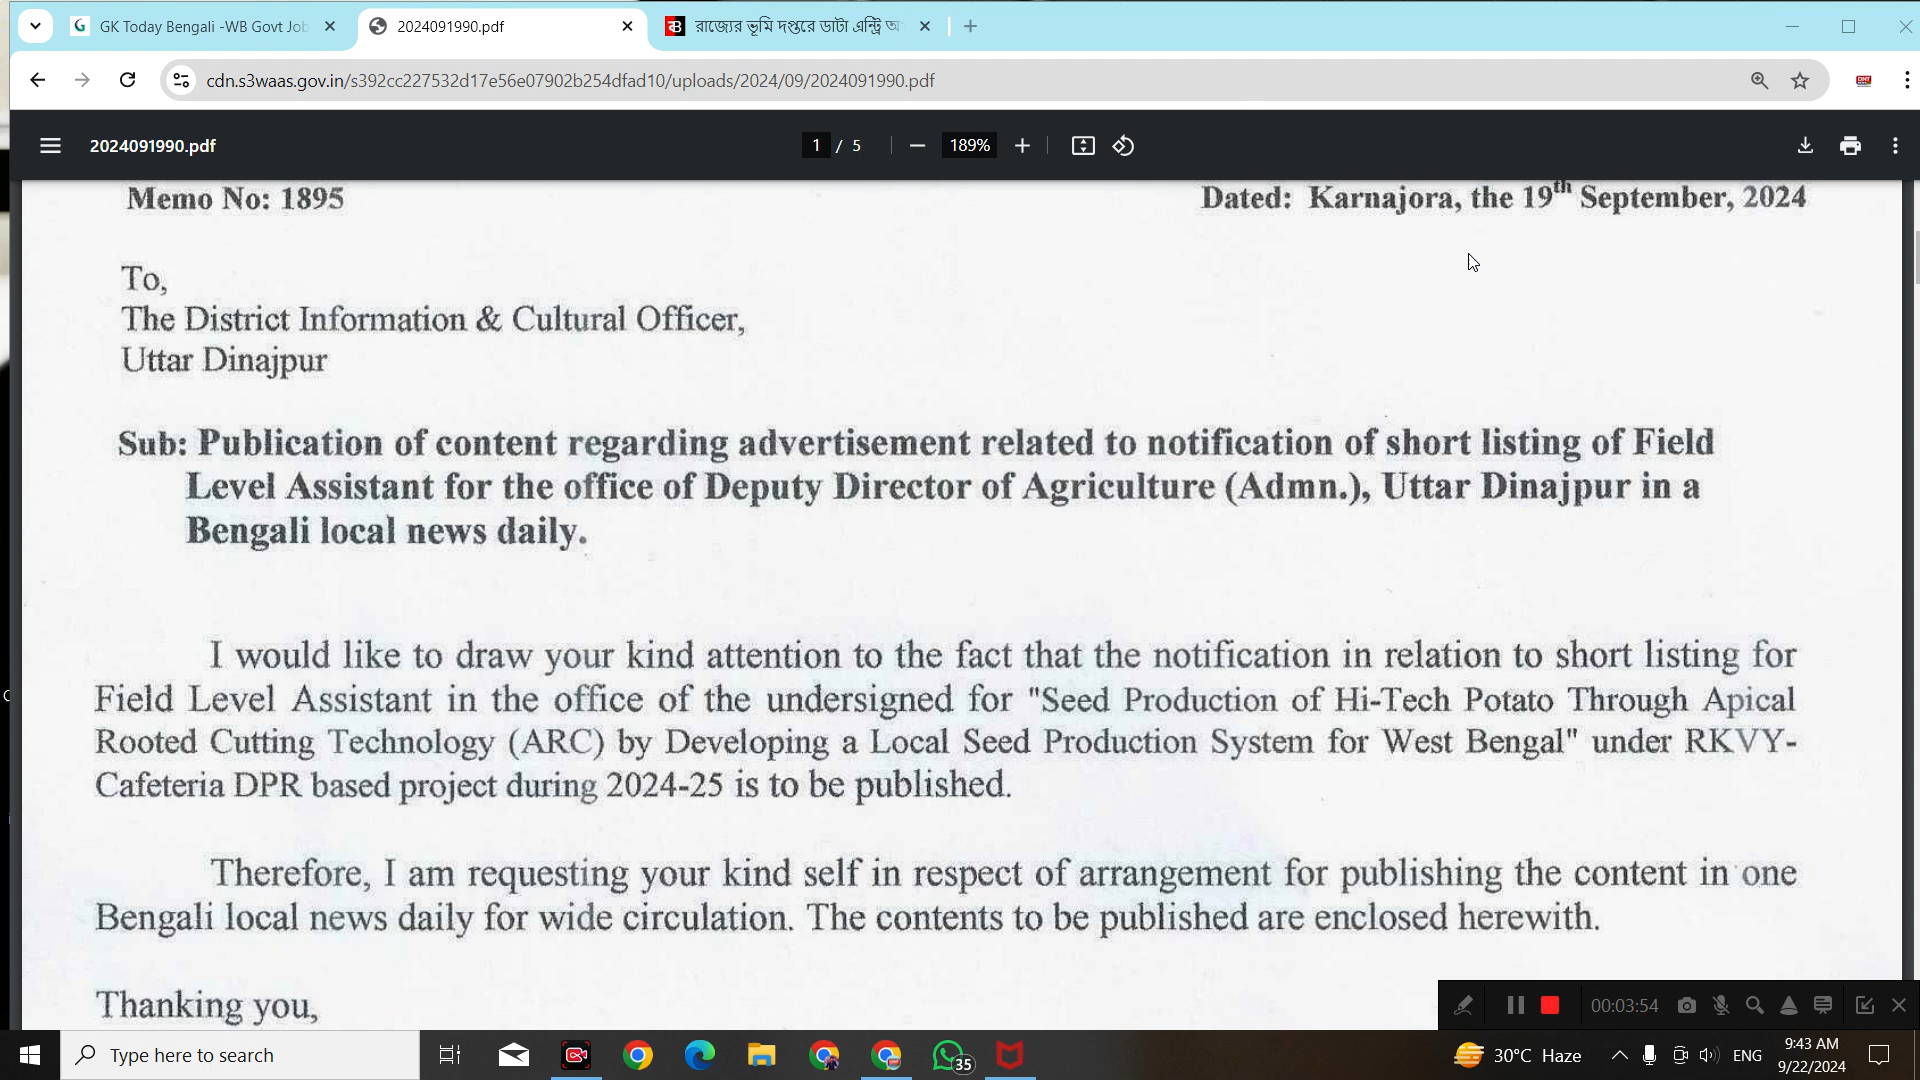 GK Today Bengali -WB Govt Job
2024091990.pdf
রাজ্যের ভূমি দপ্তরে ডাটা এন্ট্রি অ
cdn.s3waas.gov.in/s392cc227532d17e56e07902b254dfad10/uploads/2024/09/2024091990.pdf
2024091990.pdf
1 / 5
189%
Memo No: 1895
Dated: Karnajora, the 19th September, 2024
To,
The District Information & Cultural Officer,
Uttar Dinajpur
Sub: Publication of content regarding advertisement related to notification of short listing of Field
Level Assistant for the office of Deputy Director of Agriculture (Admn.), Uttar Dinajpur in a
Bengali local news daily.
I would like to draw your kind attention to the fact that the notification in relation to short listing for
Field Level Assistant in the office of the undersigned for "Seed Production of Hi-Tech Potato Through Apical
Rooted Cutting Technology (ARC) by Developing a Local Seed Production System for West Bengal" under RKVY-
Cafeteria DPR based project during 2024-25 is to be published.
Therefore, I am requesting your kind self in respect of arrangement for publishing the content in one
Bengali local news daily for wide circulation. The contents to be published are enclosed herewith.
Thanking you,
00:03:54
Type here to search
35
30°C Haze
ENG
9:43 AM
9/22/2024